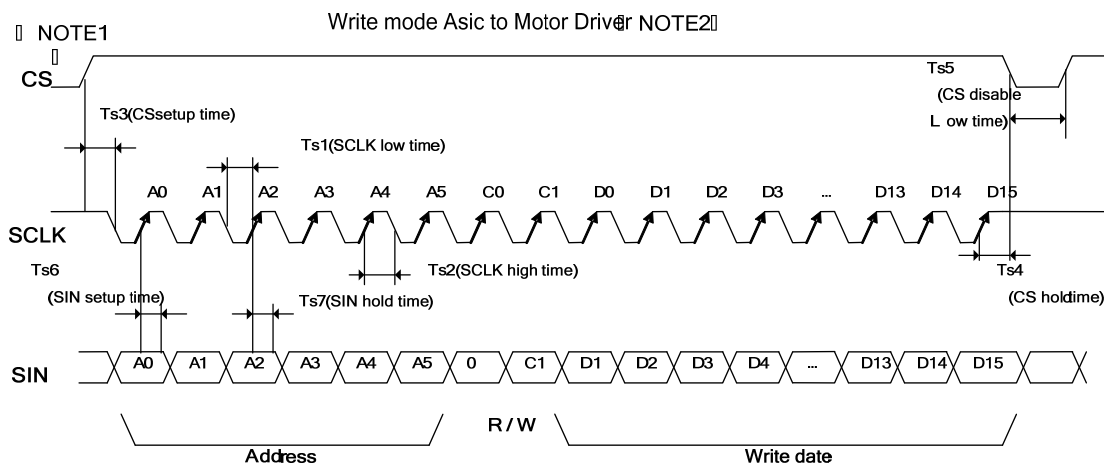 Write mode Asic to Motor Driver NOTE2
NOTE1
CS
Ts5
(CS disable
L ow time)
Ts3(CSsetup time)
Ts1(SCLK low time)
A0 A1 A2 A3 A4 A5 C0 C1 D0 D1 D2 D3 ... D13 D14 D15
SCLK
Ts6
(SIN setup time)
Ts7(SIN hold time)
Ts2(SCLK high time)
Ts4
(CS holdtime)
SIN
A0 A1 A2 A3 A4 A5 0 C1 D1 D2 D3 D4 ... D13 D14 D15
R / W
Address
Write date